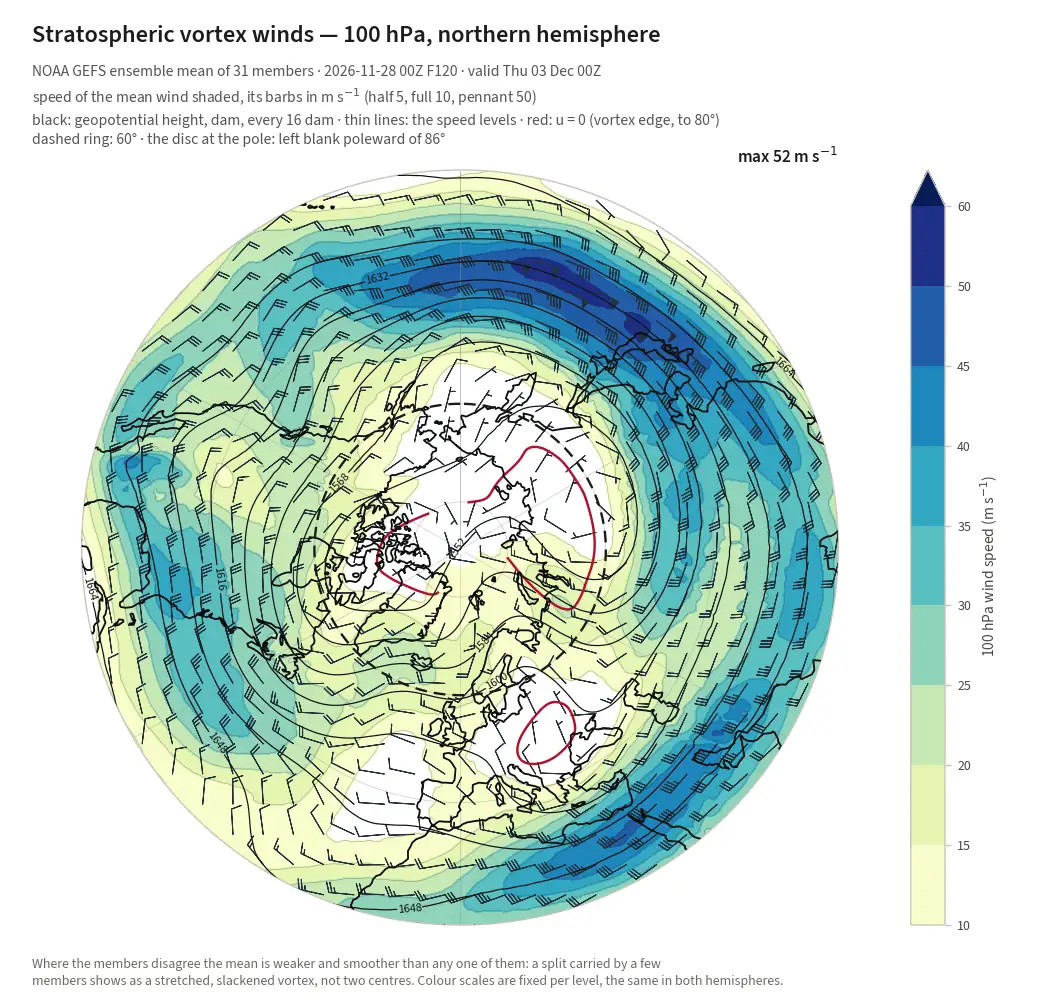 Stratospheric vortex winds — 100 hPa, northern hemisphere
NOAA GEFS ensemble mean of 31 members · 2026-11-28 00Z F120 · valid Thu 03 Dec 00Z
speed of the mean wind shaded, its barbs in m s⁻¹ (half 5, full 10, pennant 50)
black: geopotential height, dam, every 16 dam · thin lines: the speed levels · red: u = 0 (vortex edge, to 80°)
dashed ring: 60° · the disc at the pole: left blank poleward of 86°
max 52 m s⁻¹
60
50
45
40
35
30
25
20
15
10
100 hPa wind speed (m s⁻¹)
1632
1664
1568
1552
1616
1664
1584
1600
1648
1648
Where the members disagree the mean is weaker and smoother than any one of them: a split carried by a few
members shows as a stretched, slackened vortex, not two centres. Colour scales are fixed per level, the same in both hemispheres.